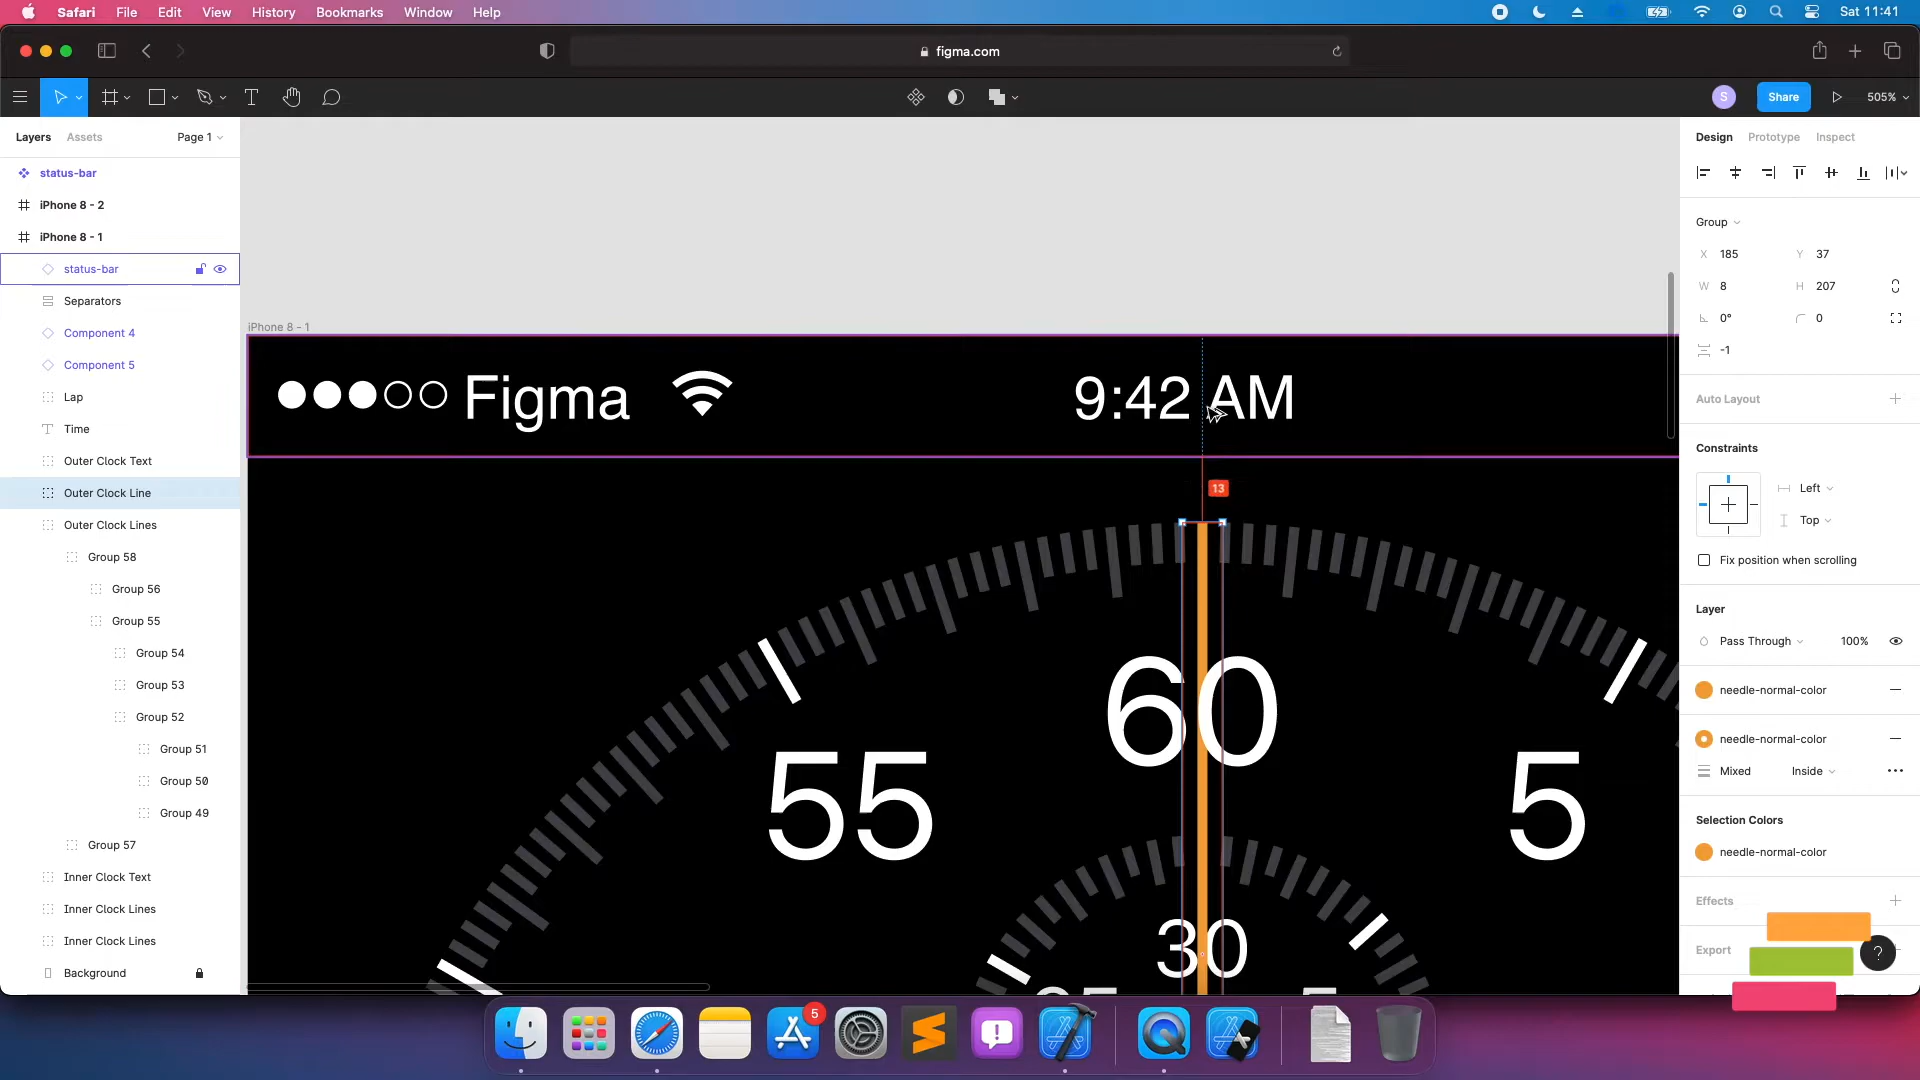 Safari File Edit View History Bookmarks Window Help Sat 11:41
figma.com
S Share 505%
Layers Assets Page 1
status-bar
iPhone 8 - 2
iPhone 8 - 1
status-bar
Separators
Component 4
Component 5
Lap
Time
Outer Clock Text
Outer Clock Line
Outer Clock Lines
Group 58
Group 56
Group 55
Group 54
Group 53
Group 52
Group 51
Group 50
Group 49
Group 57
Inner Clock Text
Inner Clock Lines
Inner Clock Lines
Background
iPhone 8 - 1
Figma 9:42 AM
13
60
55 5
30
Design Prototype Inspect
Group
X 185 Y 37
W 8 H 207
0° 0
-1
Auto Layout
Constraints
Left
Top
Fix position when scrolling
Layer
Pass Through 100%
needle-normal-color
needle-normal-color
Mixed Inside
Selection Colors
needle-normal-color
Effects
Export
?
5